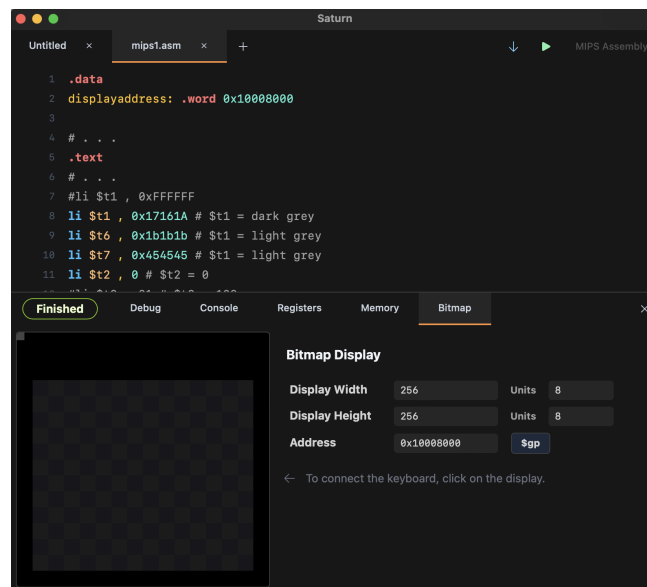 Saturn
Untitled × mips1.asm × + MIPS Assembly
1 .data
2 displayaddress: .word 0x10008000
3
4 # . . .
5 .text
6 # . . .
7 #li $t1 , 0xFFFFFF
8 li $t1 , 0x17161A # $t1 = dark grey
9 li $t6 , 0x1b1b1b # $t1 = light grey
10 li $t7 , 0x454545 # $t1 = light grey
11 li $t2 , 0 # $t2 = 0
Finished Debug Console Registers Memory Bitmap ×
Bitmap Display
Display Width 256 Units 8
Display Height 256 Units 8
Address 0x10008000 $gp
← To connect the keyboard, click on the display.